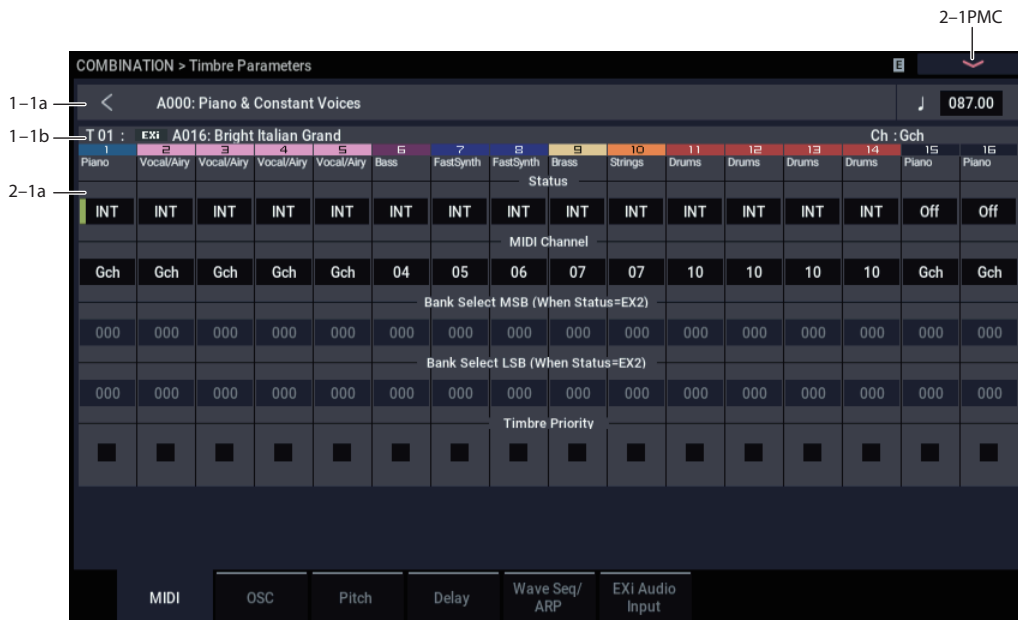 2–1PMC
COMBINATION > Timbre Parameters E
1–1a A000: Piano & Constant Voices ♩ 087.00
1–1b T 01 : EXi A016: Bright Italian Grand Ch : Gch
1 2 3 4 5 6 7 8 9 10 11 12 13 14 15 16
Piano Vocal/Airy Vocal/Airy Vocal/Airy Vocal/Airy Bass FastSynth FastSynth Brass Strings Drums Drums Drums Drums Piano Piano
2–1a Status
INT INT INT INT INT INT INT INT INT INT INT INT INT INT Off Off
MIDI Channel
Gch Gch Gch Gch Gch 04 05 06 07 07 10 10 10 10 Gch Gch
Bank Select MSB (When Status=EX2)
000 000 000 000 000 000 000 000 000 000 000 000 000 000 000 000
Bank Select LSB (When Status=EX2)
000 000 000 000 000 000 000 000 000 000 000 000 000 000 000 000
Timbre Priority
MIDI OSC Pitch Delay Wave Seq/ EXi Audio
ARP Input